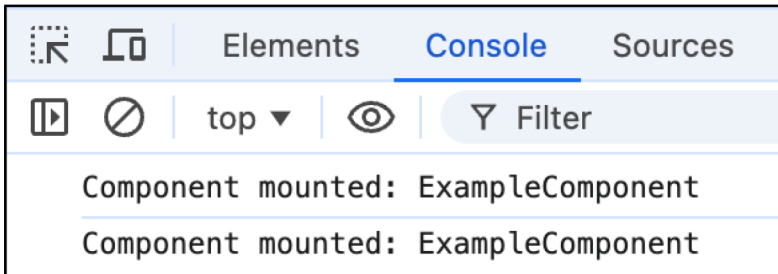 Elements Console Sources
top ▼ Filter
Component mounted: ExampleComponent
Component mounted: ExampleComponent